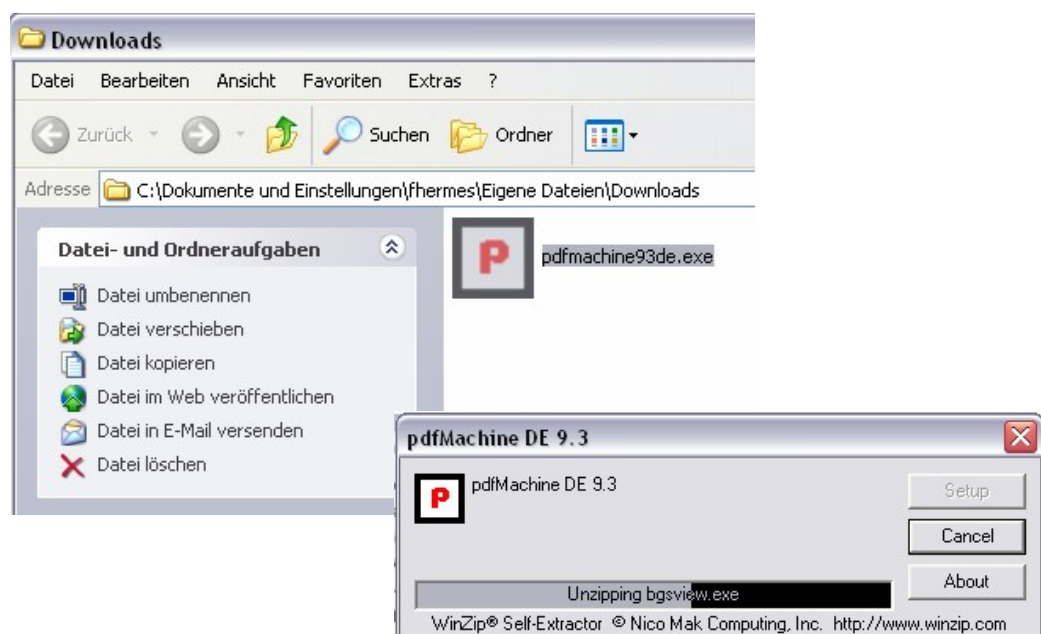 Downloads
Datei Bearbeiten Ansicht Favoriten Extras ?
Zurück Suchen Ordner
Adresse C:\Dokumente und Einstellungen\fhermes\Eigene Dateien\Downloads
Datei- und Ordneraufgaben
P pdfmachine93de.exe
Datei umbenennen
Datei verschieben
Datei kopieren
Datei im Web veröffentlichen
Datei in E-Mail versenden
Datei löschen
pdfMachine DE 9.3
P pdfMachine DE 9.3
Setup
Cancel
About
Unzipping bgsview.exe
WinZip® Self-Extractor © Nico Mak Computing, Inc. http://www.winzip.com